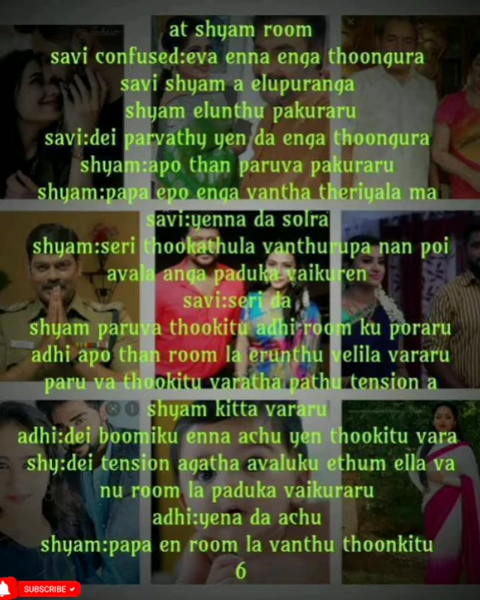 at shyam room
savi confused:eva enna enga thoongura
savi shyam a elupuranga
shyam elunthu pakuraru
savi:dei parvathy yen da enga thoongura
shyam:apo than paruva pakuraru
shyam:papa epo enga vantha theriyala ma
savi:yenna da solra
shyam:seri thookathula vanthurupa nan poi
avala anga paduka vaikuren
savi:seri da
shyam paruva thookitu adhi room ku poraru
adhi apo than room la erunthu velila vararu
paru va thookitu varatha pathu tension a
shyam kitta vararu
adhi:dei boomiku enna achu yen thookitu vara
shy:dei tension agatha avaluku ethum ella va
nu room la paduka vaikuraru
adhi:yena da achu
shyam:papa en room la vanthu thoonkitu
6
SUBSCRIBE